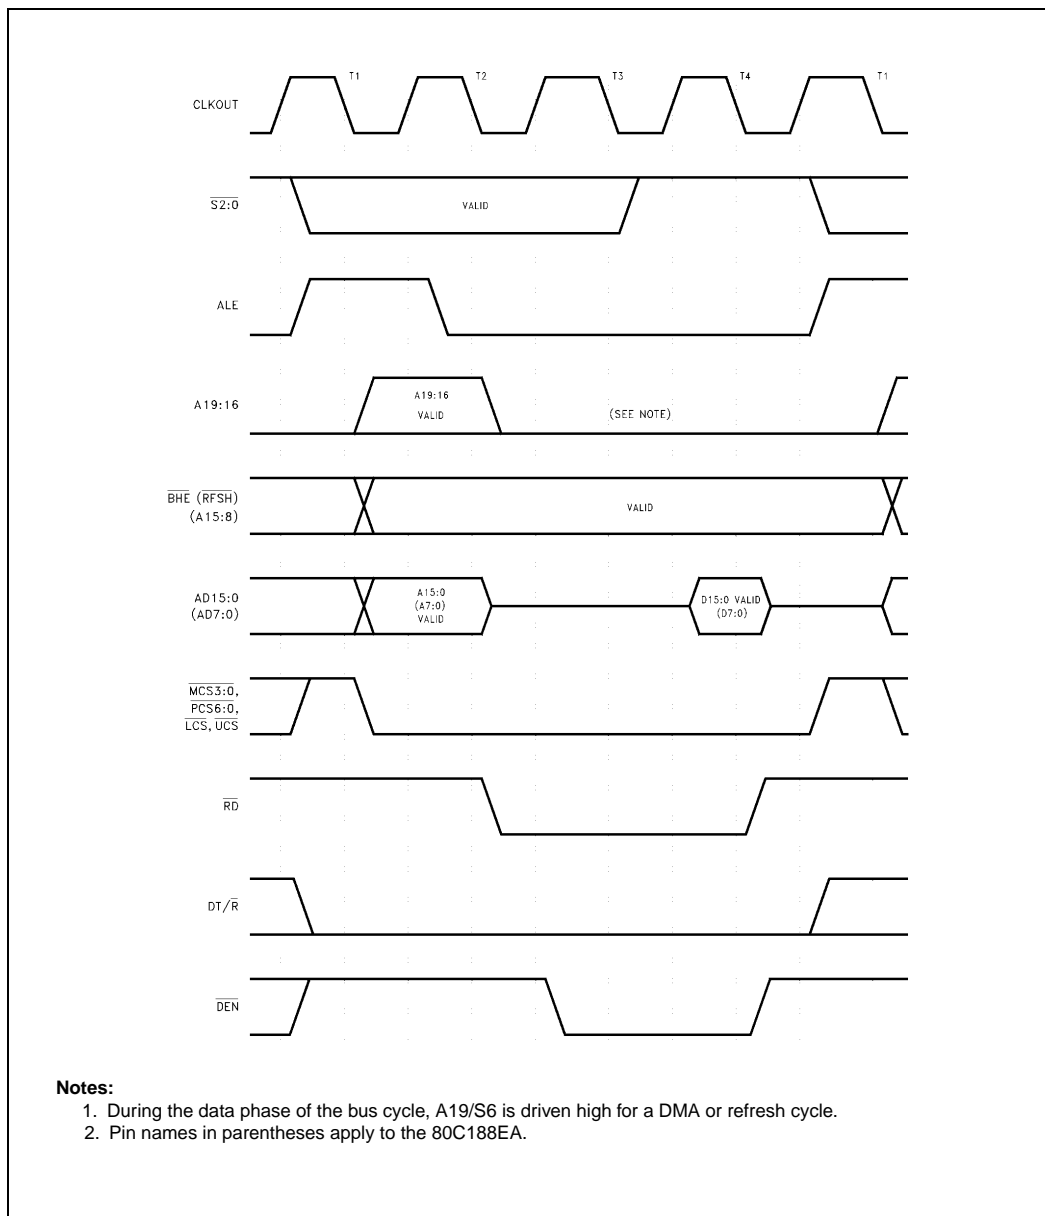 T1 T2 T3 T4 T1
CLKOUT
S2:0
VALID
ALE
A19:16
A19:16
VALID
(SEE NOTE)
BHE (RFSH)
(A15:8)
VALID
AD15:0
(AD7:0)
A15:0
(A7:0)
VALID
D15:0 VALID
(D7:0)
MCS3:0,
PCS6:0,
LCS, UCS
RD
DT/R
DEN
Notes:
1. During the data phase of the bus cycle, A19/S6 is driven high for a DMA or refresh cycle.
2. Pin names in parentheses apply to the 80C188EA.